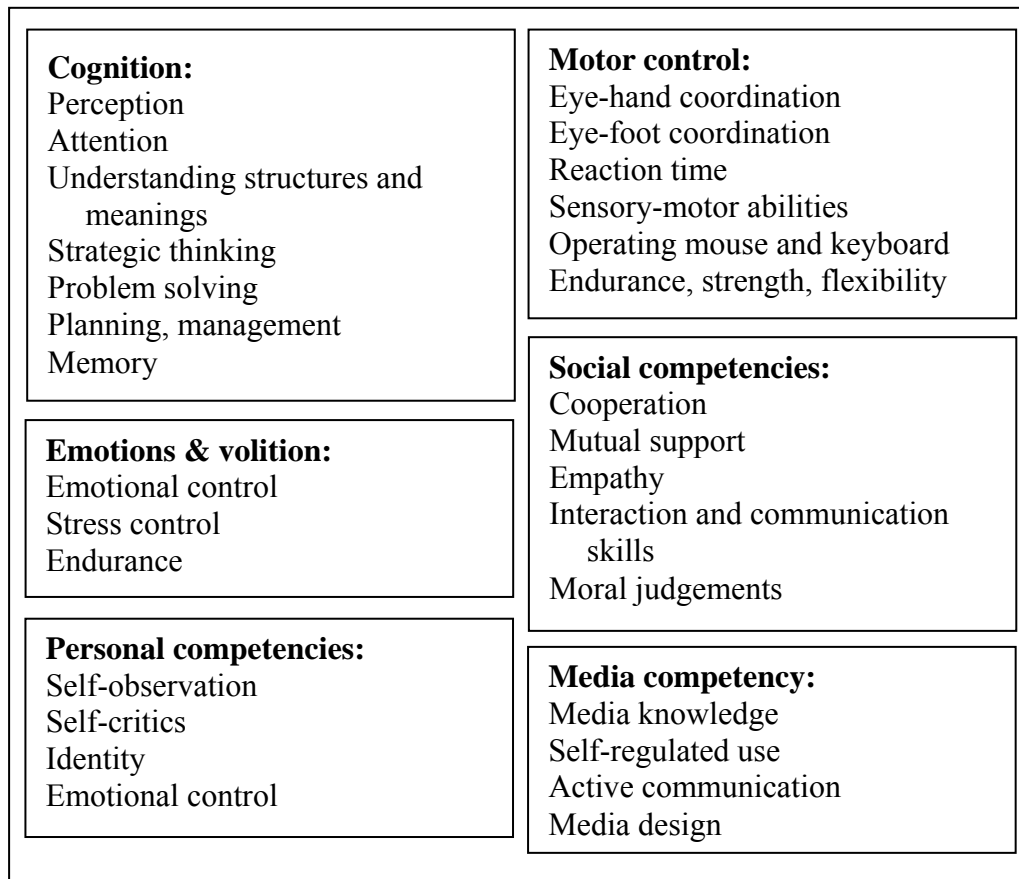 Cognition:
Perception
Attention
Understanding structures and
meanings
Strategic thinking
Problem solving
Planning, management
Memory
Emotions & volition:
Emotional control
Stress control
Endurance
Personal competencies:
Self-observation
Self-critics
Identity
Emotional control
Motor control:
Eye-hand coordination
Eye-foot coordination
Reaction time
Sensory-motor abilities
Operating mouse and keyboard
Endurance, strength, flexibility
Social competencies:
Cooperation
Mutual support
Empathy
Interaction and communication
skills
Moral judgements
Media competency:
Media knowledge
Self-regulated use
Active communication
Media design